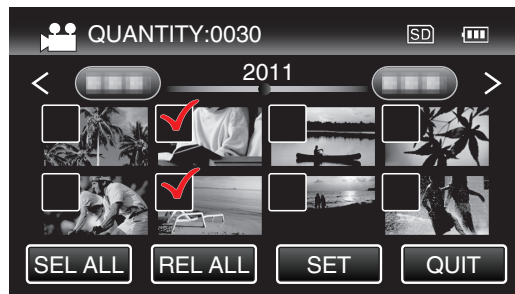 QUANTITY:0030 SD
2011
SEL ALL REL ALL SET QUIT